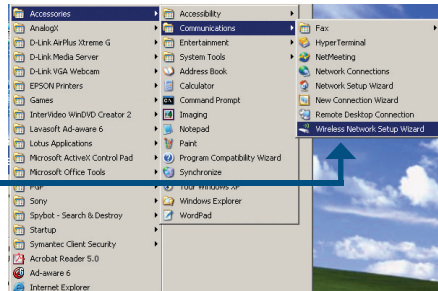 Accessories
AnalogX
D-Link AirPlus Xtreme G
D-Link Media Server
D-Link VGA Webcam
EPSON Printers
Games
InterVideo WinDVD Creator 2
Lavasoft Ad-aware 6
Lotus Applications
Microsoft ActiveX Control Pad
Microsoft Office Tools
PGP
Sony
Spybot - Search & Destroy
Startup
Symantec Client Security
Acrobat Reader 5.0
Ad-aware 6
Internet Explorer
Accessibility
Communications
Entertainment
System Tools
Address Book
Calculator
Command Prompt
Imaging
Notepad
Paint
Program Compatibility Wizard
Synchronize
Tour Windows XP
Windows Explorer
WordPad
Fax
HyperTerminal
NetMeeting
Network Connections
Network Setup Wizard
New Connection Wizard
Remote Desktop Connection
Wireless Network Setup Wizard